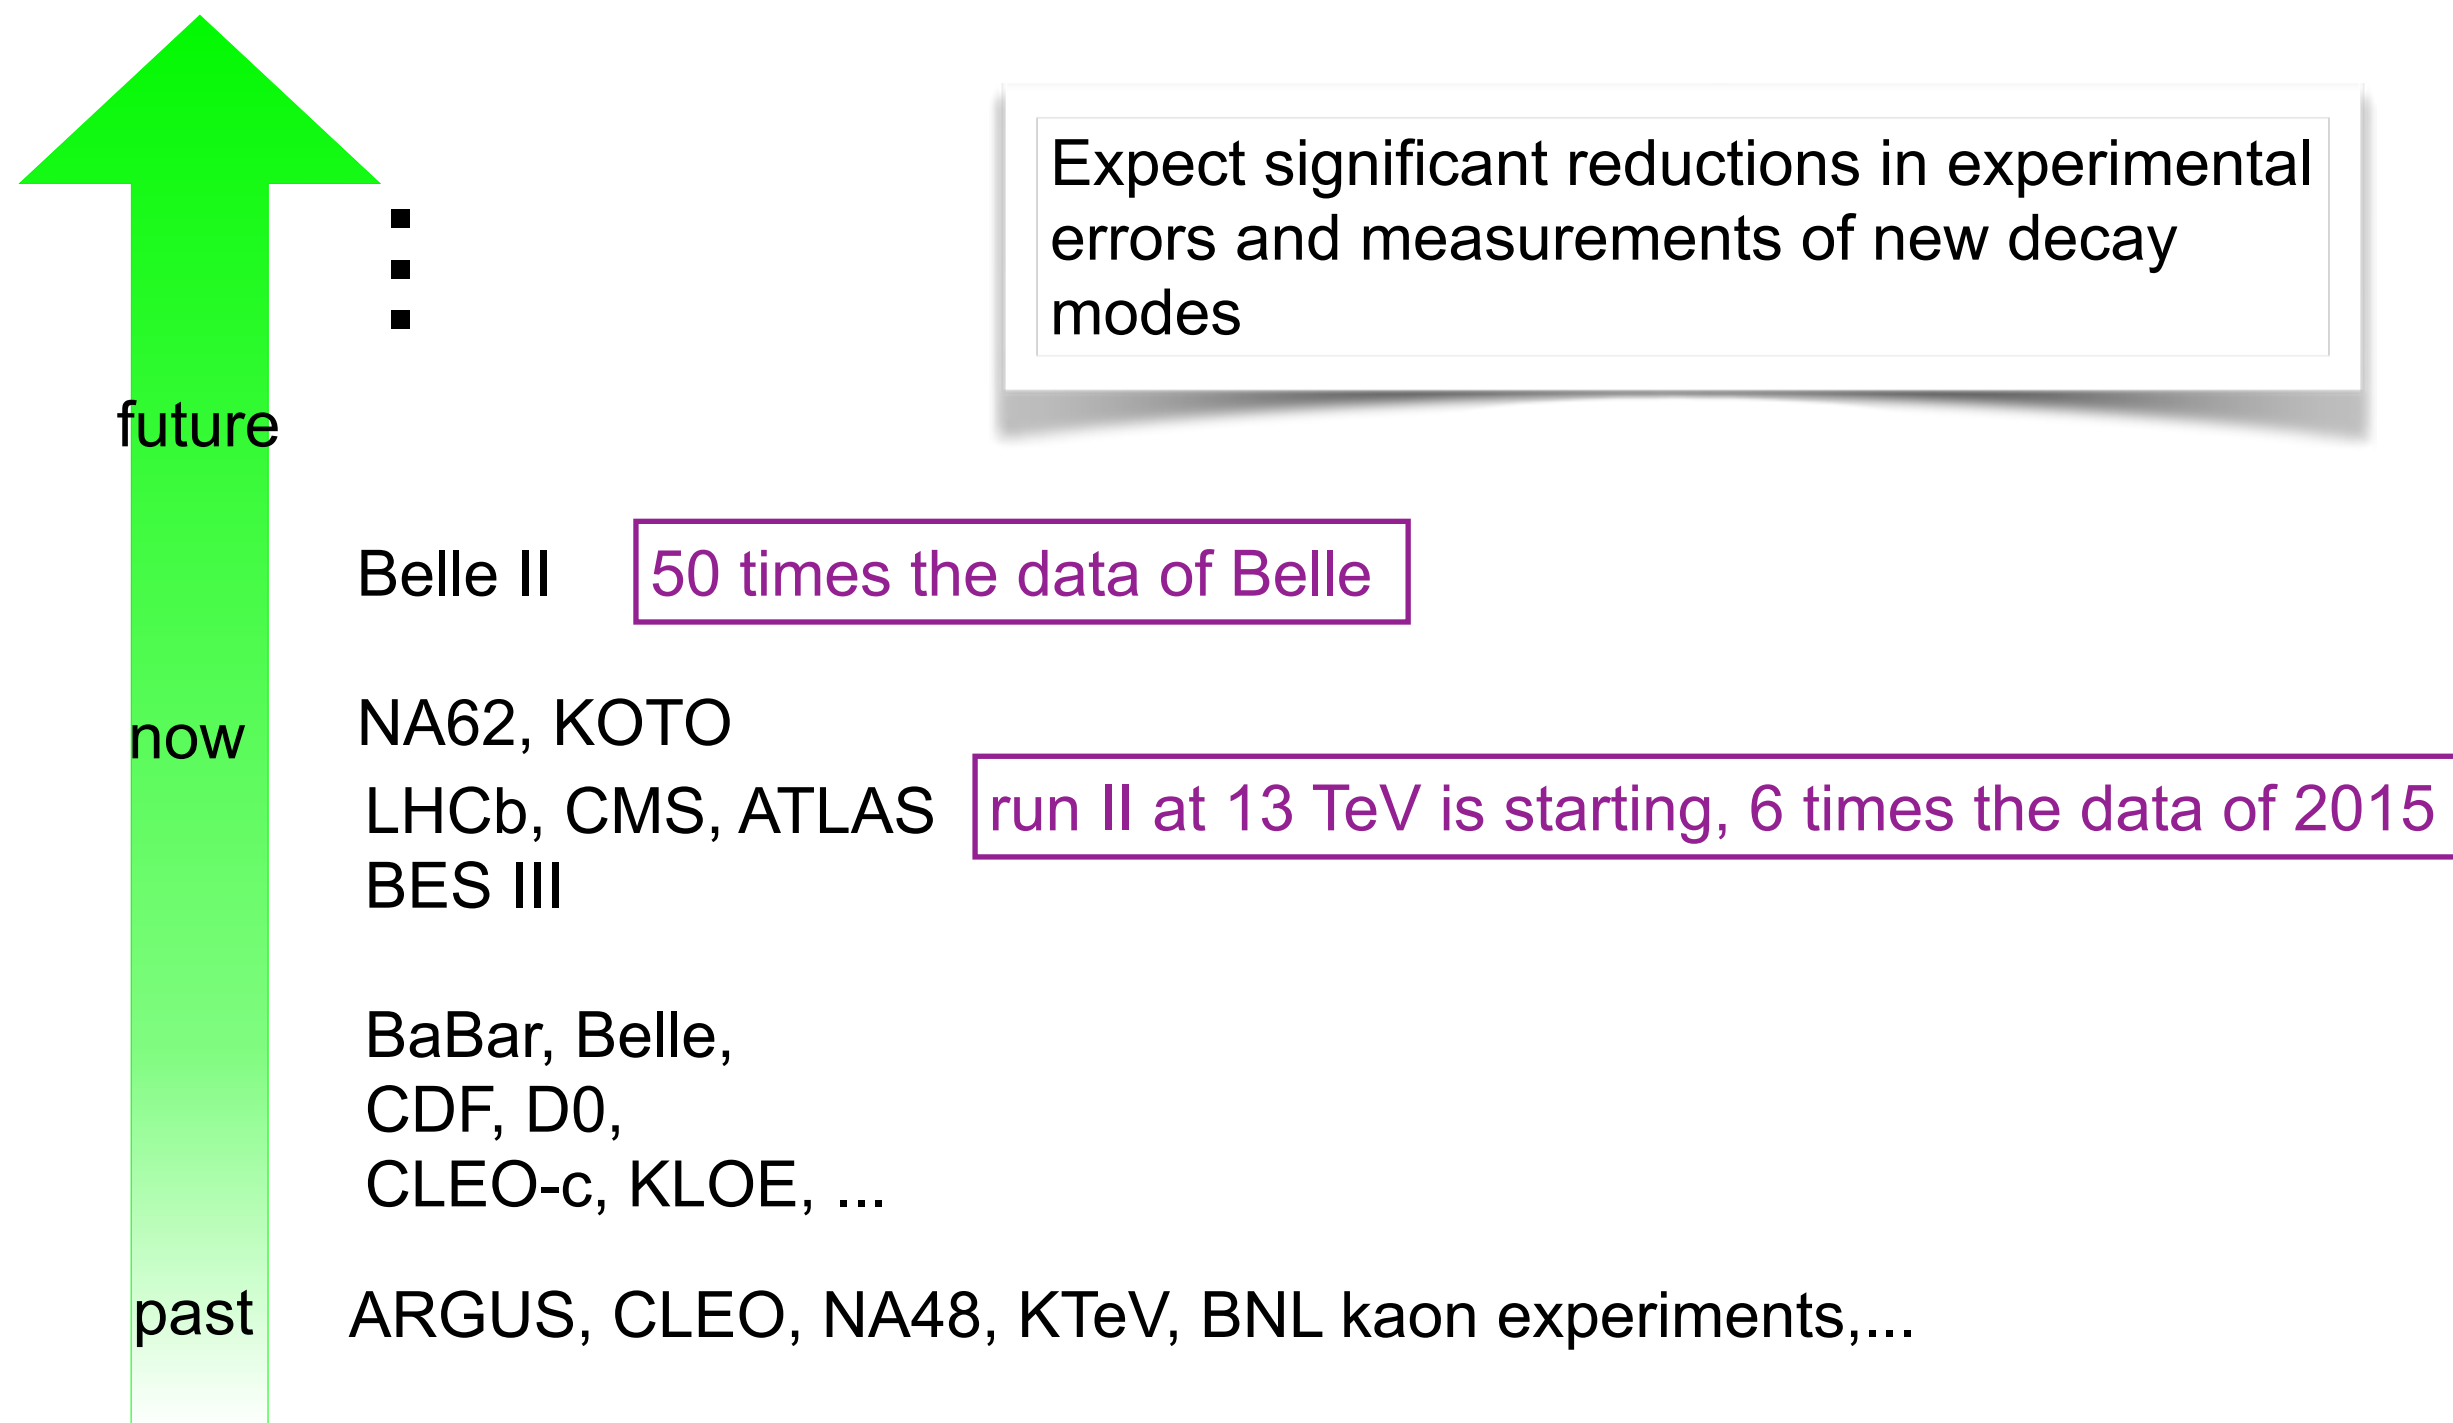 Expect significant reductions in experimental
errors and measurements of new decay
modes
future
Belle II
50 times the data of Belle
now
NA62, KOTO
LHCb, CMS, ATLAS
run II at 13 TeV is starting, 6 times the data of 2015
BES III
BaBar, Belle,
CDF, D0,
CLEO-c, KLOE, ...
past
ARGUS, CLEO, NA48, KTeV, BNL kaon experiments,...